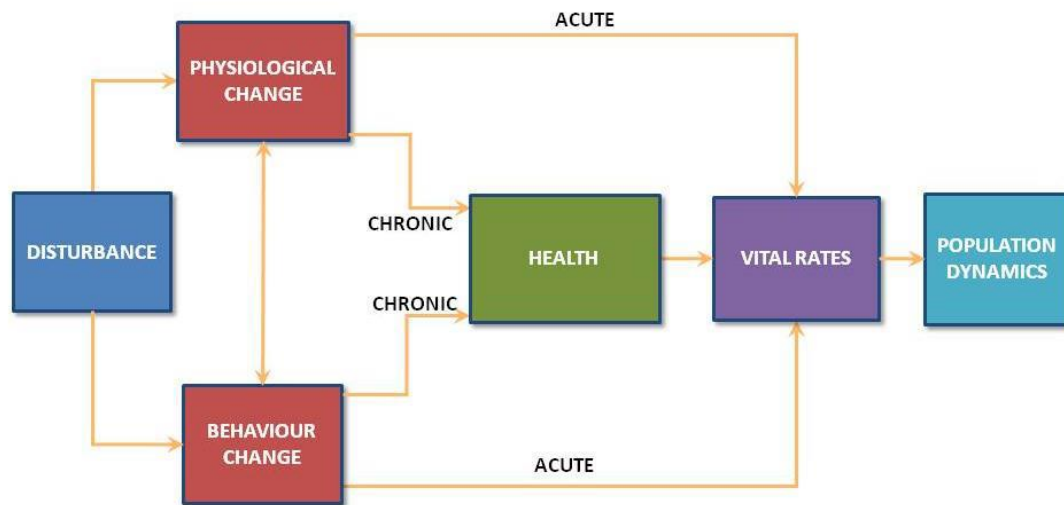 ACUTE
PHYSIOLOGICAL
CHANGE
CHRONIC
DISTURBANCE
HEALTH
VITAL RATES
POPULATION
DYNAMICS
CHRONIC
BEHAVIOUR
CHANGE
ACUTE